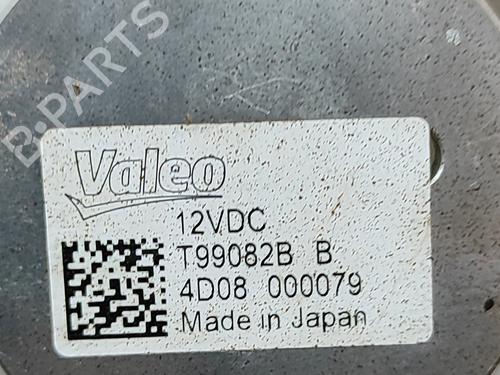 B-PARTS
Valeo
12VDC
T99082B B
4D08 000079
Made in Japan